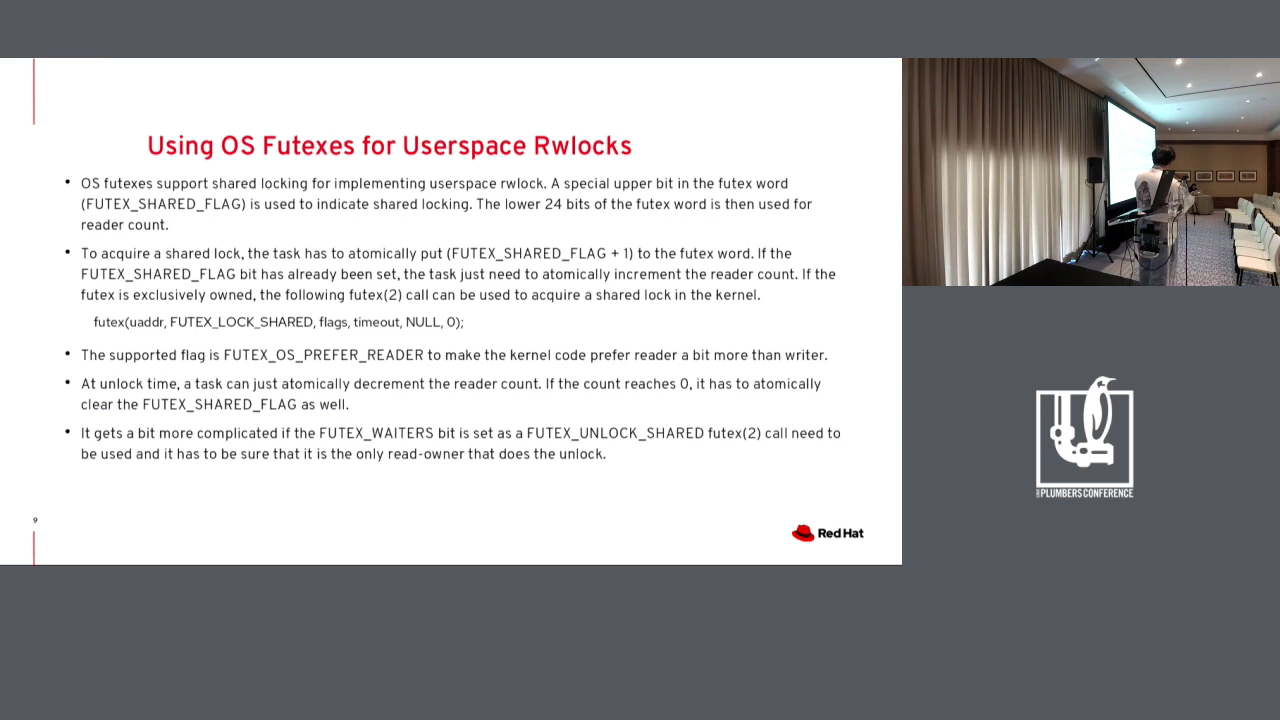 Using OS Futexes for Userspace Rwlocks
• OS futexes support shared locking for implementing userspace rwlock. A special upper bit in the futex word
(FUTEX_SHARED_FLAG) is used to indicate shared locking. The lower 24 bits of the futex word is then used for
reader count.
• To acquire a shared lock, the task has to atomically put (FUTEX_SHARED_FLAG + 1) to the futex word. If the
FUTEX_SHARED_FLAG bit has already been set, the task just need to atomically increment the reader count. If the
futex is exclusively owned, the following futex(2) call can be used to acquire a shared lock in the kernel.
futex(uaddr, FUTEX_LOCK_SHARED, flags, timeout, NULL, 0);
• The supported flag is FUTEX_OS_PREFER_READER to make the kernel code prefer reader a bit more than writer.
• At unlock time, a task can just atomically decrement the reader count. If the count reaches 0, it has to atomically
clear the FUTEX_SHARED_FLAG as well.
• It gets a bit more complicated if the FUTEX_WAITERS bit is set as a FUTEX_UNLOCK_SHARED futex(2) call need to
be used and it has to be sure that it is the only read-owner that does the unlock.
9
Red Hat
PLUMBERS CONFERENCE